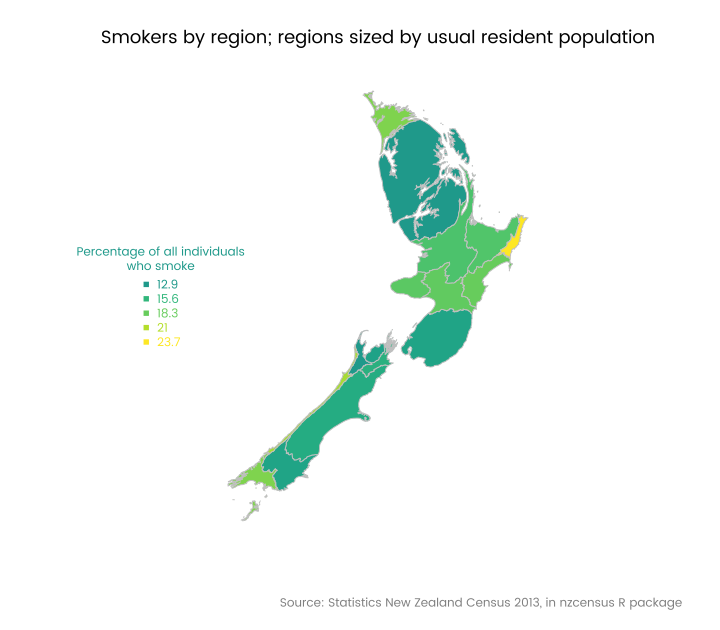 Smokers by region; regions sized by usual resident population
Percentage of all individuals
who smoke
12.9
15.6
18.3
21
23.7
Source: Statistics New Zealand Census 2013, in nzcensus R package